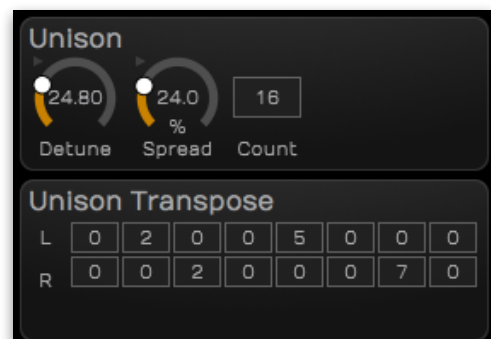 Unison
24.80 24.0 16
%
Detune Spread Count
Unison Transpose
L 0 2 0 0 5 0 0 0
R 0 0 2 0 0 0 7 0